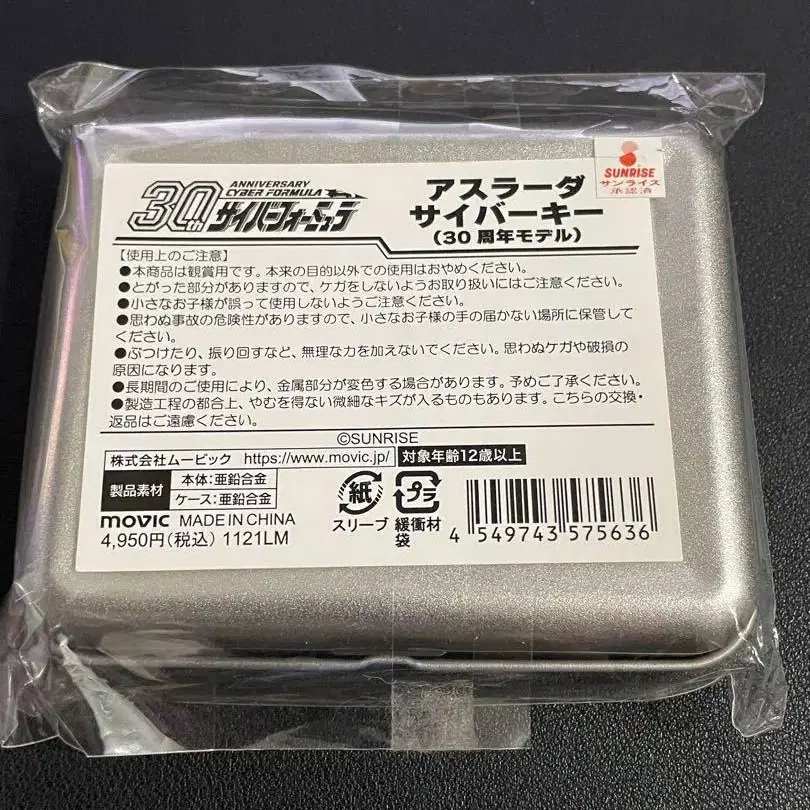 30th ANNIVERSARY
CYBER FORMULA
サイバーフォーミュラ
アスラーダ
サイバーキー
(30周年モデル)
SUNRISE
サンライズ
承認済
【使用上のご注意】
●本商品は観賞用です。本来の目的以外での使用はおやめください。
●とがった部分がありますので、ケガをしないようお取り扱いにはご注意ください。
●小さなお子様が誤って使用しないようご注意ください。
●思わぬ事故の危険性がありますので、小さなお子様の手の届かない場所に保管して
ください。
●ぶつけたり、振り回すなど、無理な力を加えないでください。思わぬケガや破損の
原因になります。
●長期間のご使用により、金属部分が変色する場合があります。予めご了承ください。
●製造工程の都合上、やむを得ない微細なキズが入るものもあります。こちらの交換・
返品はご遠慮ください。
©SUNRISE
株式会社ムービック https://www.movic.jp/ 対象年齢12歳以上
製品素材 本体:亜鉛合金
ケース:亜鉛合金
movic MADE IN CHINA
4,950円(税込) 1121LM
紙
スリーブ
プラ
緩衝材
袋
4 549743 575636